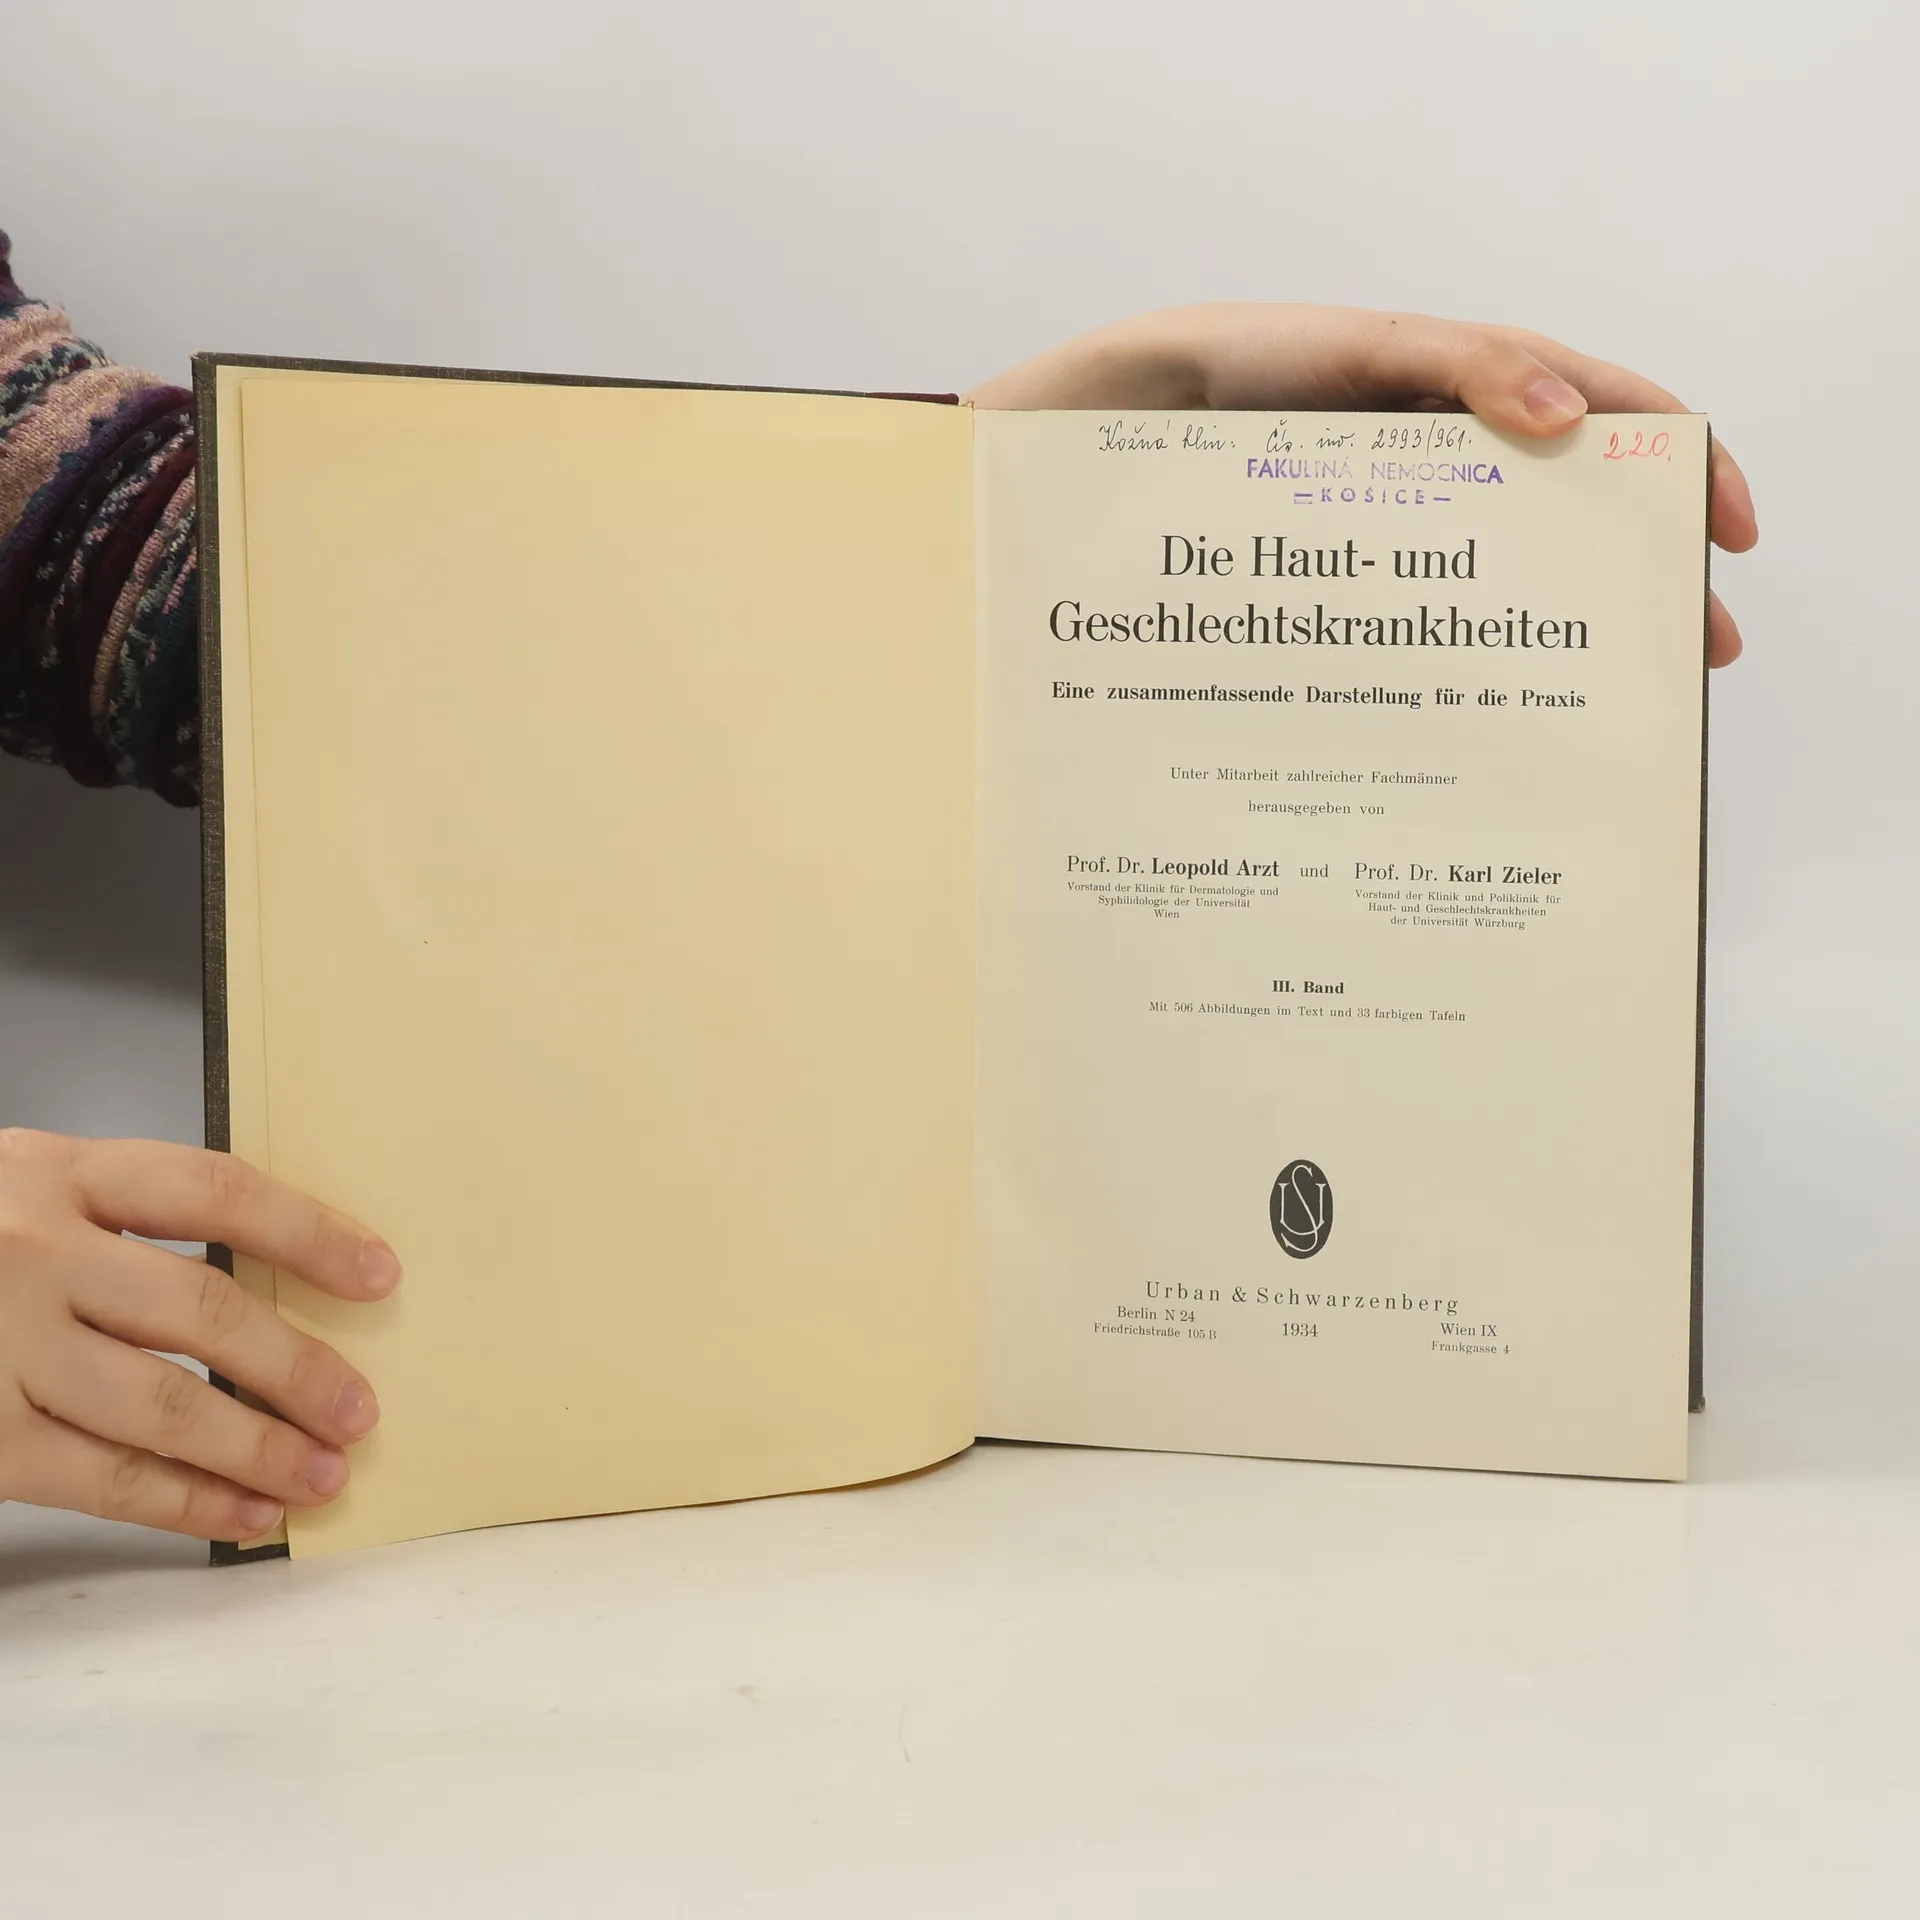 Kožná klin: Čís. inv. 2993/961.
220.
FAKULTNÁ NEMOCNICA
— KOŠICE —
Die Haut- und
Geschlechtskrankheiten
Eine zusammenfassende Darstellung für die Praxis
Unter Mitarbeit zahlreicher Fachmänner
herausgegeben von
Prof. Dr. Leopold Arzt und Prof. Dr. Karl Zieler
Vorstand der Klinik für Dermatologie und
Syphilidologie der Universität
Wien
Vorstand der Klinik und Poliklinik für
Haut- und Geschlechtskrankheiten
der Universität Würzburg
III. Band
Mit 506 Abbildungen im Text und 33 farbigen Tafeln
US
Urban & Schwarzenberg
Berlin N 24
Friedrichstraße 105 B
1934
Wien IX
Frankgasse 4